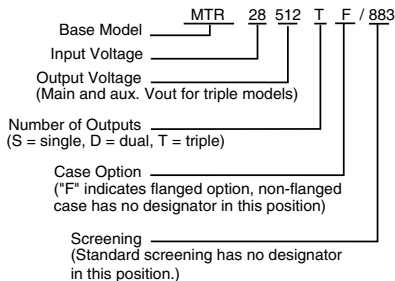 MTR 28 512 T F / 883
Base Model
Input Voltage
Output Voltage
(Main and aux. Vout for triple models)
Number of Outputs
(S = single, D = dual, T = triple)
Case Option
("F" indicates flanged option, non-flanged
case has no designator in this position)
Screening
(Standard screening has no designator
in this position.)